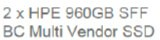 2 x HPE 960GB SFF
BC Multi Vendor SSD